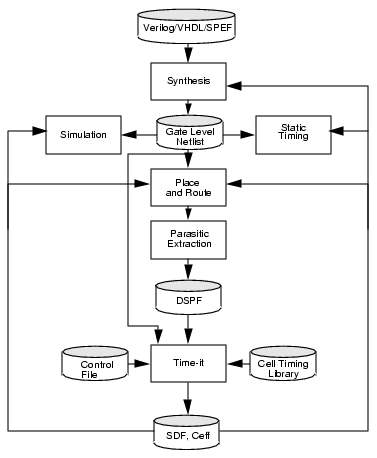 Verilog/VHDL/SPEF
Synthesis
Simulation
Gate Level
Netlist
Static
Timing
Place
and Route
Parasitic
Extraction
DSPF
Control
File
Time-it
Cell Timing
Library
SDF, Ceff